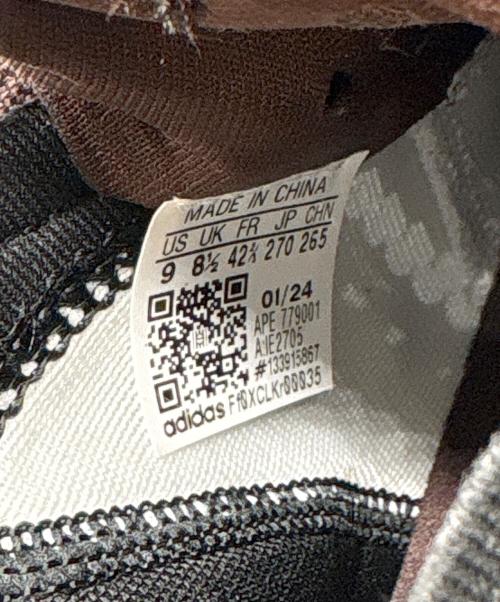 MADE IN CHINA
US UK FR JP CHN
9 8½ 42⅔ 270 265
01/24
APE 779001
A:IE2705
#133915867
adidas Ff0XCLKr00035